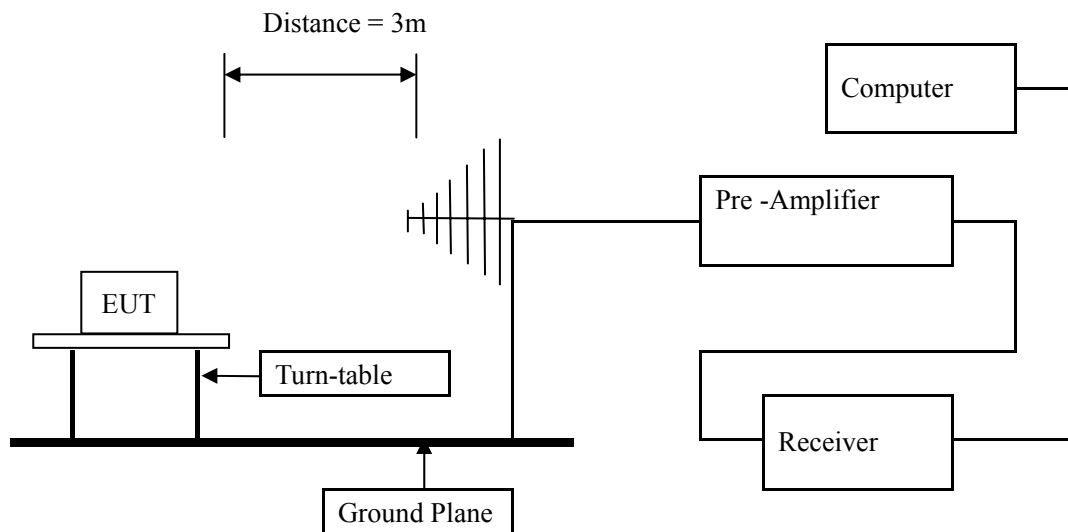 Distance = 3m
Computer
Pre -Amplifier
EUT
Turn-table
Receiver
Ground Plane